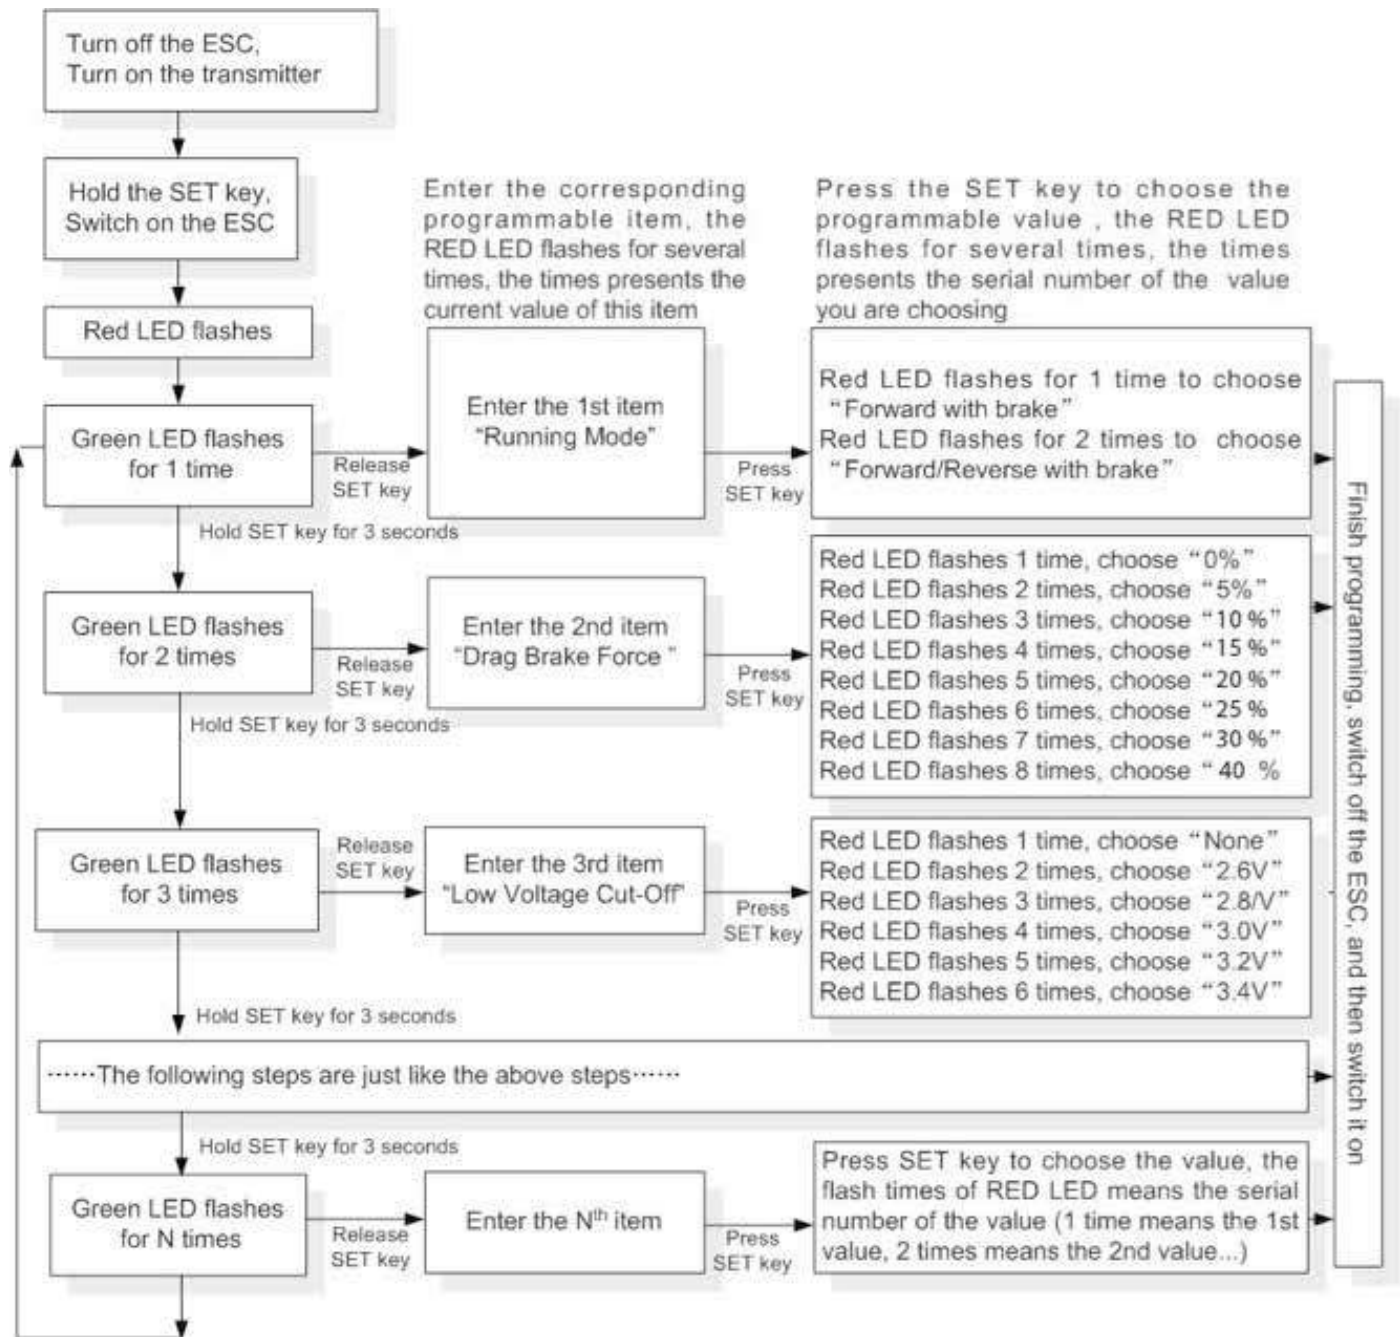 Turn off the ESC,
Turn on the transmitter
Hold the SET key,
Switch on the ESC
Red LED flashes
Enter the corresponding
programmable item, the
RED LED flashes for several
times, the times presents the
current value of this item
Press the SET key to choose the
programmable value , the RED LED
flashes for several times, the times
presents the serial number of the value
you are choosing
Green LED flashes
for 1 time
Release
SET key
Enter the 1st item
“Running Mode”
Press
SET key
Red LED flashes for 1 time to choose
“Forward with brake”
Red LED flashes for 2 times to choose
“Forward/Reverse with brake”
Hold SET key for 3 seconds
Green LED flashes
for 2 times
Release
SET key
Enter the 2nd item
“Drag Brake Force ”
Press
SET key
Red LED flashes 1 time, choose “0%”
Red LED flashes 2 times, choose “5%”
Red LED flashes 3 times, choose “10 %”
Red LED flashes 4 times, choose “15 %”
Red LED flashes 5 times, choose “20 %”
Red LED flashes 6 times, choose “25 %
Red LED flashes 7 times, choose “30 %”
Red LED flashes 8 times, choose “40 %
Hold SET key for 3 seconds
Green LED flashes
for 3 times
Release
SET key
Enter the 3rd item
“Low Voltage Cut-Off”
Press
SET key
Red LED flashes 1 time, choose “None”
Red LED flashes 2 times, choose “2.6V”
Red LED flashes 3 times, choose “2.8/V”
Red LED flashes 4 times, choose “3.0V”
Red LED flashes 5 times, choose “3.2V”
Red LED flashes 6 times, choose “3.4V”
Hold SET key for 3 seconds
······The following steps are just like the above steps······
Hold SET key for 3 seconds
Green LED flashes
for N times
Release
SET key
Enter the Nth item
Press
SET key
Press SET key to choose the value, the
flash times of RED LED means the serial
number of the value (1 time means the 1st
value, 2 times means the 2nd value...)
Finish programming, switch off the ESC, and then switch it on